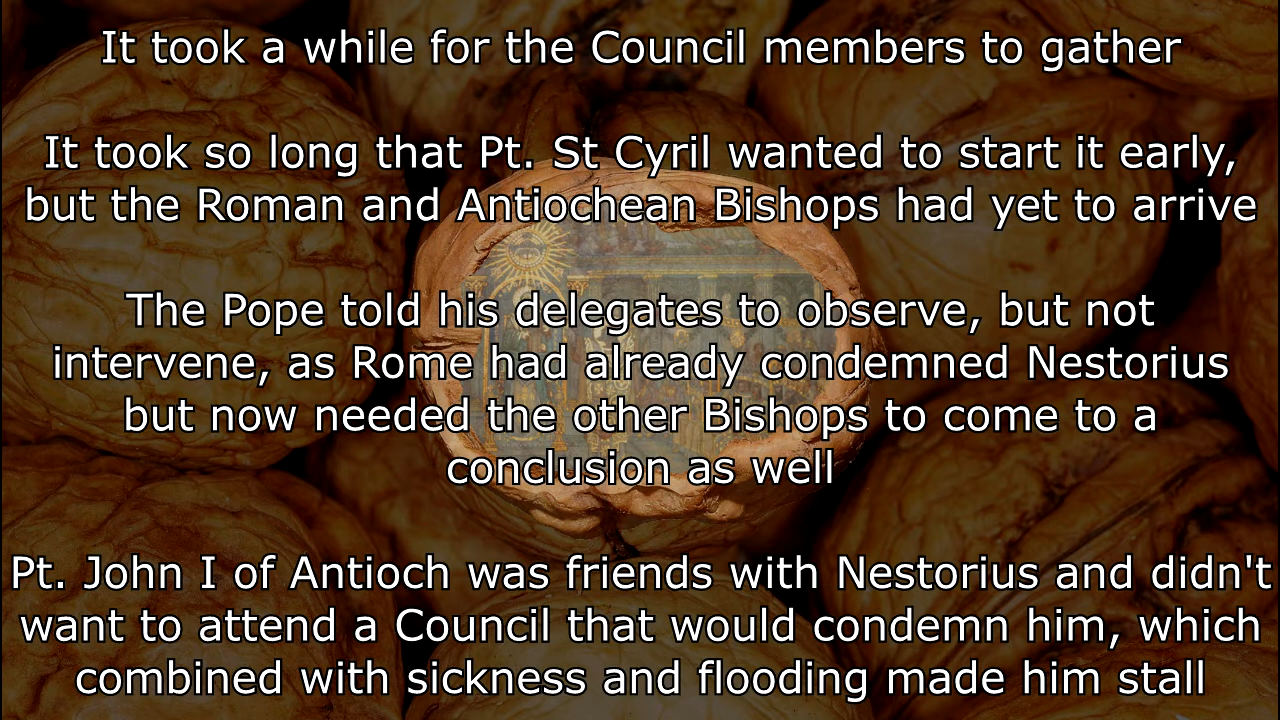 It took a while for the Council members to gather
It took so long that Pt. St Cyril wanted to start it early,
but the Roman and Antiochean Bishops had yet to arrive
The Pope told his delegates to observe, but not
intervene, as Rome had already condemned Nestorius
but now needed the other Bishops to come to a
conclusion as well
Pt. John I of Antioch was friends with Nestorius and didn't
want to attend a Council that would condemn him, which
combined with sickness and flooding made him stall